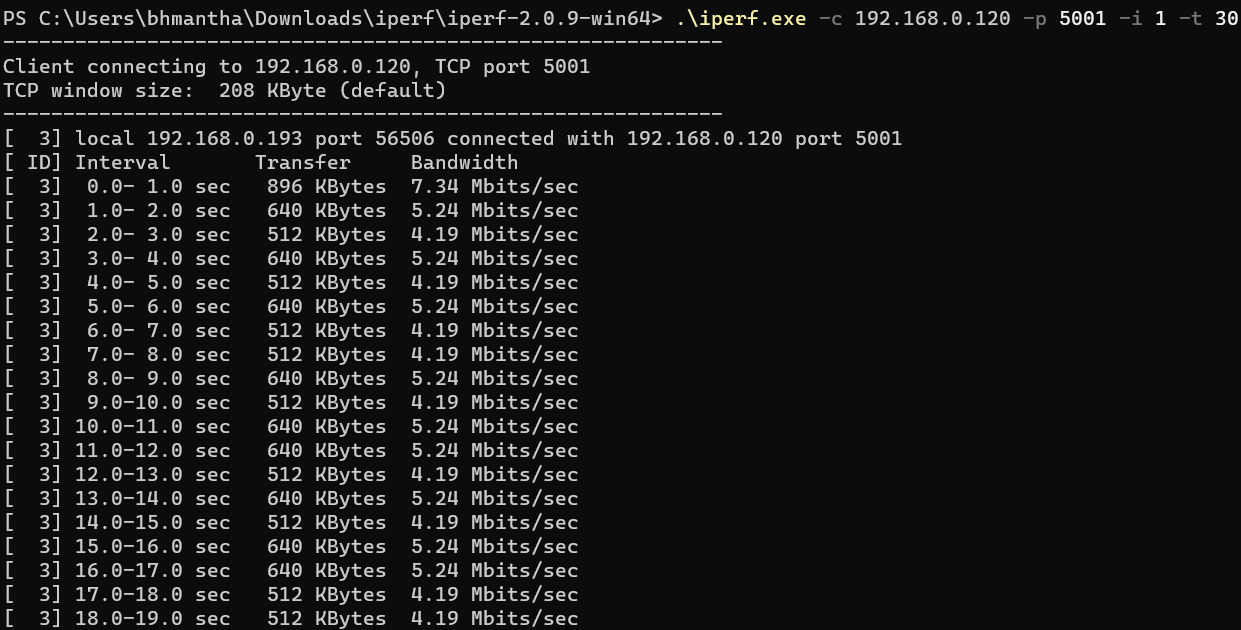 PS C:\Users\bhmantha\Downloads\iperf\iperf-2.0.9-win64> .\iperf.exe -c 192.168.0.120 -p 5001 -i 1 -t 30
------------------------------------------------------------
Client connecting to 192.168.0.120, TCP port 5001
TCP window size:  208 KByte (default)
------------------------------------------------------------
[  3] local 192.168.0.193 port 56506 connected with 192.168.0.120 port 5001
[ ID] Interval       Transfer     Bandwidth
[  3]  0.0- 1.0 sec   896 KBytes  7.34 Mbits/sec
[  3]  1.0- 2.0 sec   640 KBytes  5.24 Mbits/sec
[  3]  2.0- 3.0 sec   512 KBytes  4.19 Mbits/sec
[  3]  3.0- 4.0 sec   640 KBytes  5.24 Mbits/sec
[  3]  4.0- 5.0 sec   512 KBytes  4.19 Mbits/sec
[  3]  5.0- 6.0 sec   640 KBytes  5.24 Mbits/sec
[  3]  6.0- 7.0 sec   512 KBytes  4.19 Mbits/sec
[  3]  7.0- 8.0 sec   512 KBytes  4.19 Mbits/sec
[  3]  8.0- 9.0 sec   640 KBytes  5.24 Mbits/sec
[  3]  9.0-10.0 sec   512 KBytes  4.19 Mbits/sec
[  3] 10.0-11.0 sec   640 KBytes  5.24 Mbits/sec
[  3] 11.0-12.0 sec   640 KBytes  5.24 Mbits/sec
[  3] 12.0-13.0 sec   512 KBytes  4.19 Mbits/sec
[  3] 13.0-14.0 sec   640 KBytes  5.24 Mbits/sec
[  3] 14.0-15.0 sec   512 KBytes  4.19 Mbits/sec
[  3] 15.0-16.0 sec   640 KBytes  5.24 Mbits/sec
[  3] 16.0-17.0 sec   640 KBytes  5.24 Mbits/sec
[  3] 17.0-18.0 sec   512 KBytes  4.19 Mbits/sec
[  3] 18.0-19.0 sec   512 KBytes  4.19 Mbits/sec